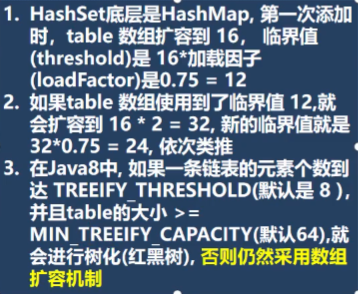 1. HashSet底层是HashMap, 第一次添加
时，table 数组扩容到 16， 临界值
(threshold)是 16*加载因子
(loadFactor)是0.75 = 12
2. 如果table 数组使用到了临界值 12,就
会扩容到 16 * 2 = 32, 新的临界值就是
32*0.75 = 24, 依次类推
3. 在Java8中, 如果一条链表的元素个数到
达 TREEIFY_THRESHOLD(默认是 8 )，
并且table的大小 >=
MIN_TREEIFY_CAPACITY(默认64),就
会进行树化(红黑树), 否则仍然采用数组
扩容机制